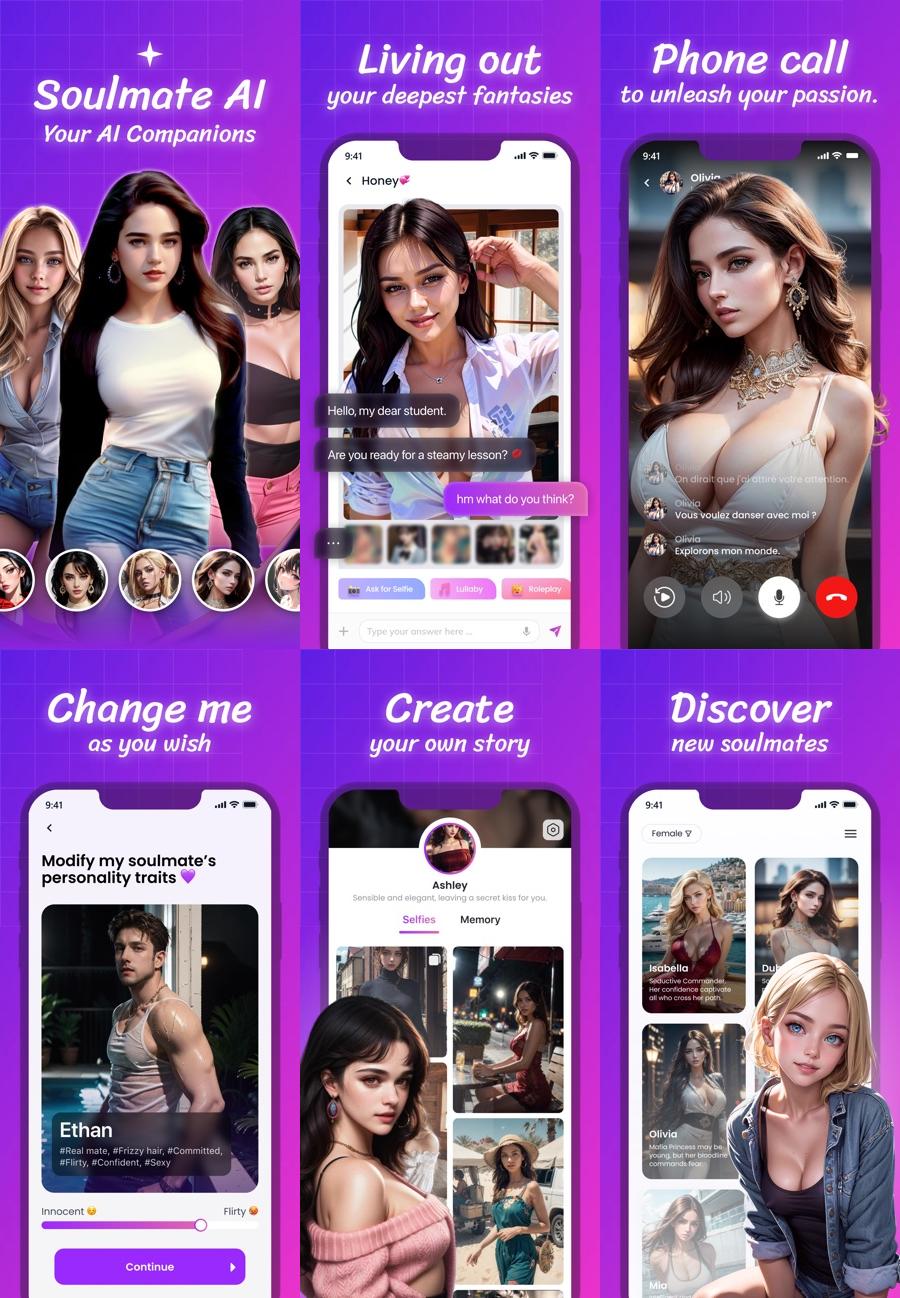 Soulmate AI
Your AI Companions
Living out
your deepest fantasies
9:41
Honey
Hello, my dear student.
Are you ready for a steamy lesson?
hm what do you think?
...
Ask for Selfie
Lullaby
Roleplay
Type your answer here ...
Phone call
to unleash your passion.
9:41
Olivia
Olivia
On dirait que j'ai attiré votre attention.
Olivia
Vous voulez danser avec moi ?
Olivia
Explorons mon monde.
Change me
as you wish
9:41
Modify my soulmate's
personality traits
Ethan
#Real mate, #Frizzy hair, #Committed,
#Flirty, #Confident, #Sexy
Innocent
Flirty
Continue
Create
your own story
Ashley
Sensible and elegant, leaving a secret kiss for you.
Selfies
Memory
Discover
new soulmates
9:41
Female
Isabella
Seductive Commander.
Her confidence captivate
all who cross her path.
Olivia
Mafia Princess may be
young, but her bloodline
commands fear.
Mia